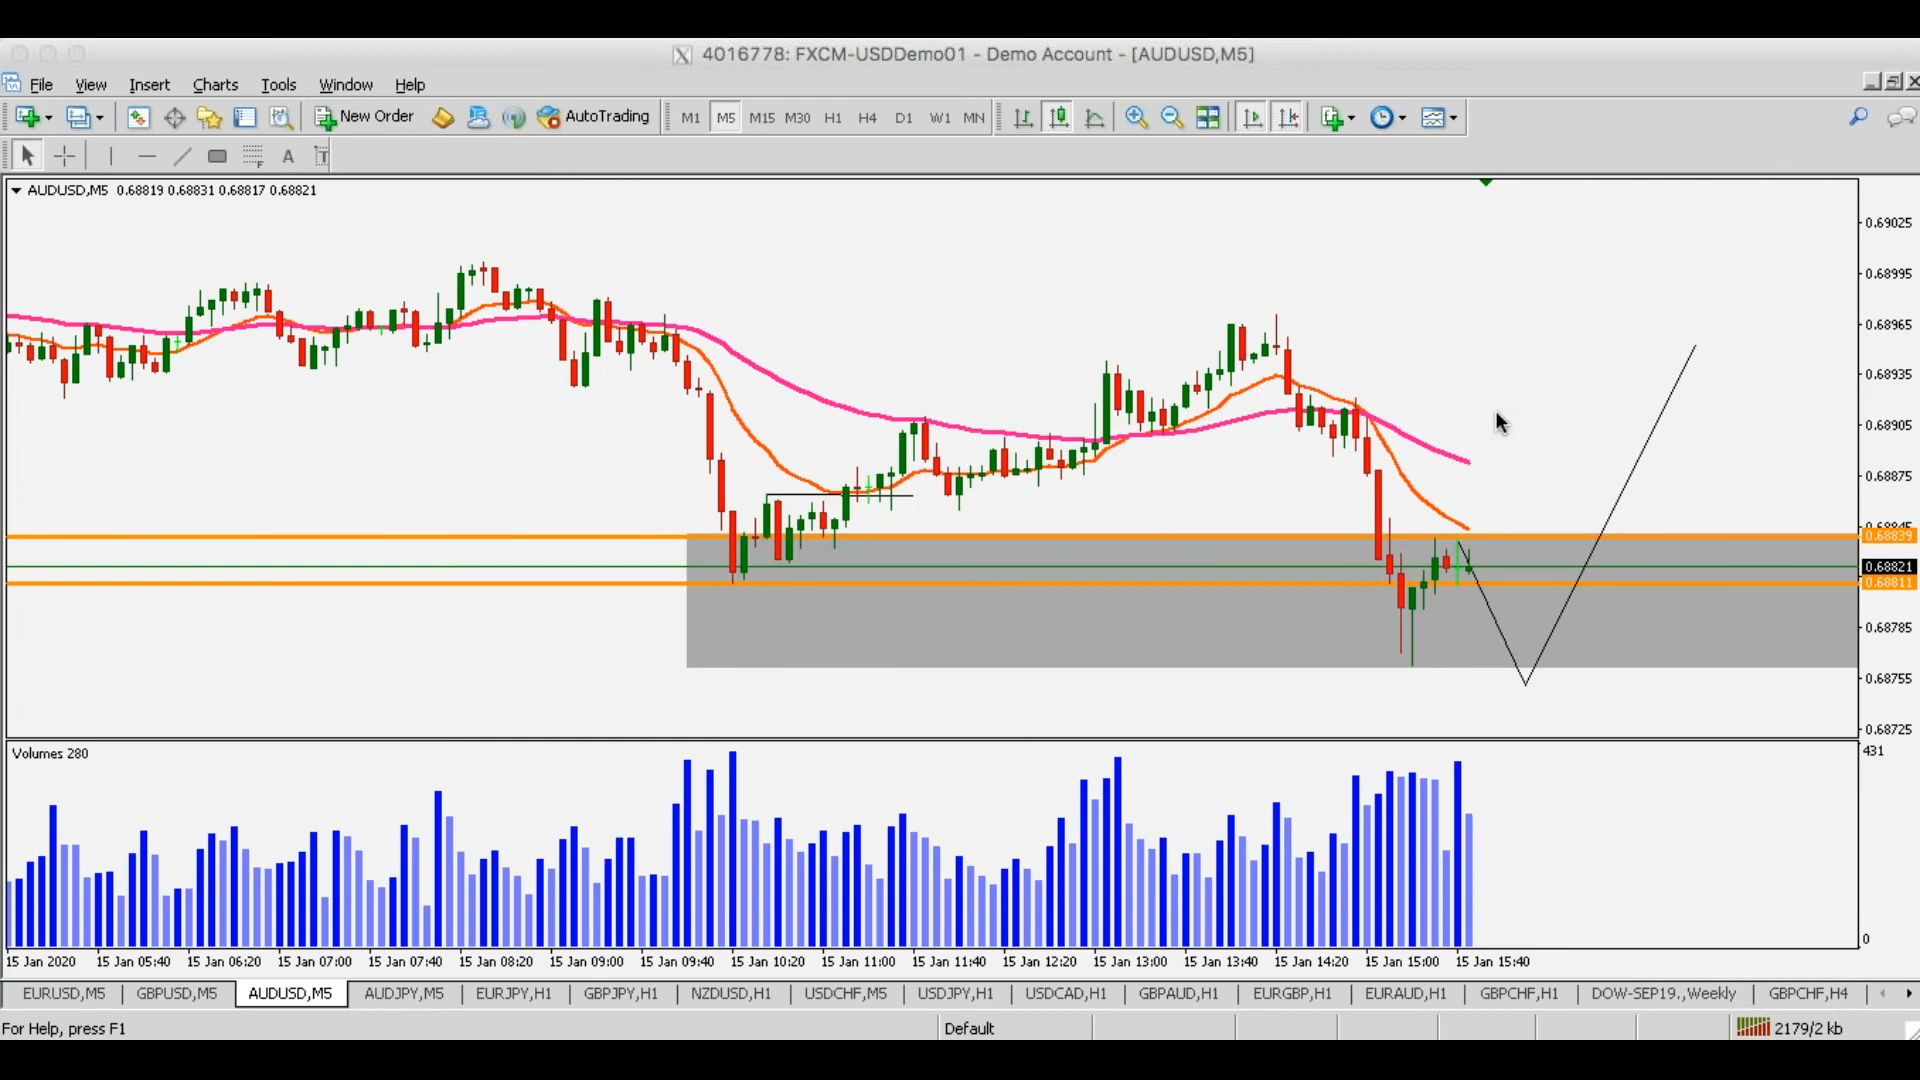 4016778: FXCM-USDDemo01 - Demo Account - [AUDUSD,M5]
File View Insert Charts Tools Window Help
New Order AutoTrading M1 M5 M15 M30 H1 H4 D1 W1 MN
F A T
AUDUSD,M5 0.68819 0.68831 0.68817 0.68821
0.69025
0.68995
0.68965
0.68935
0.68905
0.68875
0.68845
0.68839
0.68821
0.68811
0.68785
0.68755
0.68725
Volumes 280
431
0
15 Jan 2020 15 Jan 05:40 15 Jan 06:20 15 Jan 07:00 15 Jan 07:40 15 Jan 08:20 15 Jan 09:00 15 Jan 09:40 15 Jan 10:20 15 Jan 11:00 15 Jan 11:40 15 Jan 12:20 15 Jan 13:00 15 Jan 13:40 15 Jan 14:20 15 Jan 15:00 15 Jan 15:40
EURUSD,M5 GBPUSD,M5 AUDUSD,M5 AUDJPY,M5 EURJPY,H1 GBPJPY,H1 NZDUSD,H1 USDCHF,M5 USDJPY,H1 USDCAD,H1 GBPAUD,H1 EURGBP,H1 EURAUD,H1 GBPCHF,H1 DOW-SEP19.,Weekly GBPCHF,H4
For Help, press F1 Default 2179/2 kb